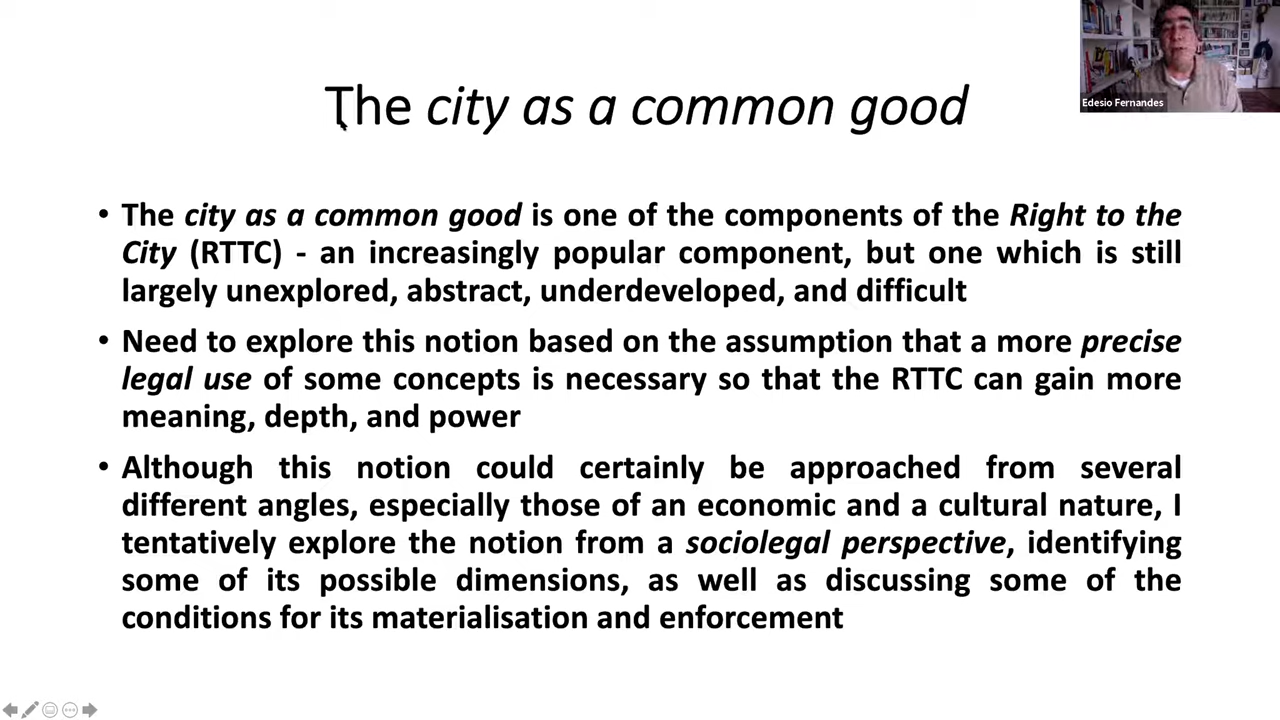 The city as a common good
Edesio Fernandes
• The city as a common good is one of the components of the Right to the
City (RTTC) - an increasingly popular component, but one which is still
largely unexplored, abstract, underdeveloped, and difficult
• Need to explore this notion based on the assumption that a more precise
legal use of some concepts is necessary so that the RTTC can gain more
meaning, depth, and power
• Although this notion could certainly be approached from several
different angles, especially those of an economic and a cultural nature, I
tentatively explore the notion from a sociolegal perspective, identifying
some of its possible dimensions, as well as discussing some of the
conditions for its materialisation and enforcement